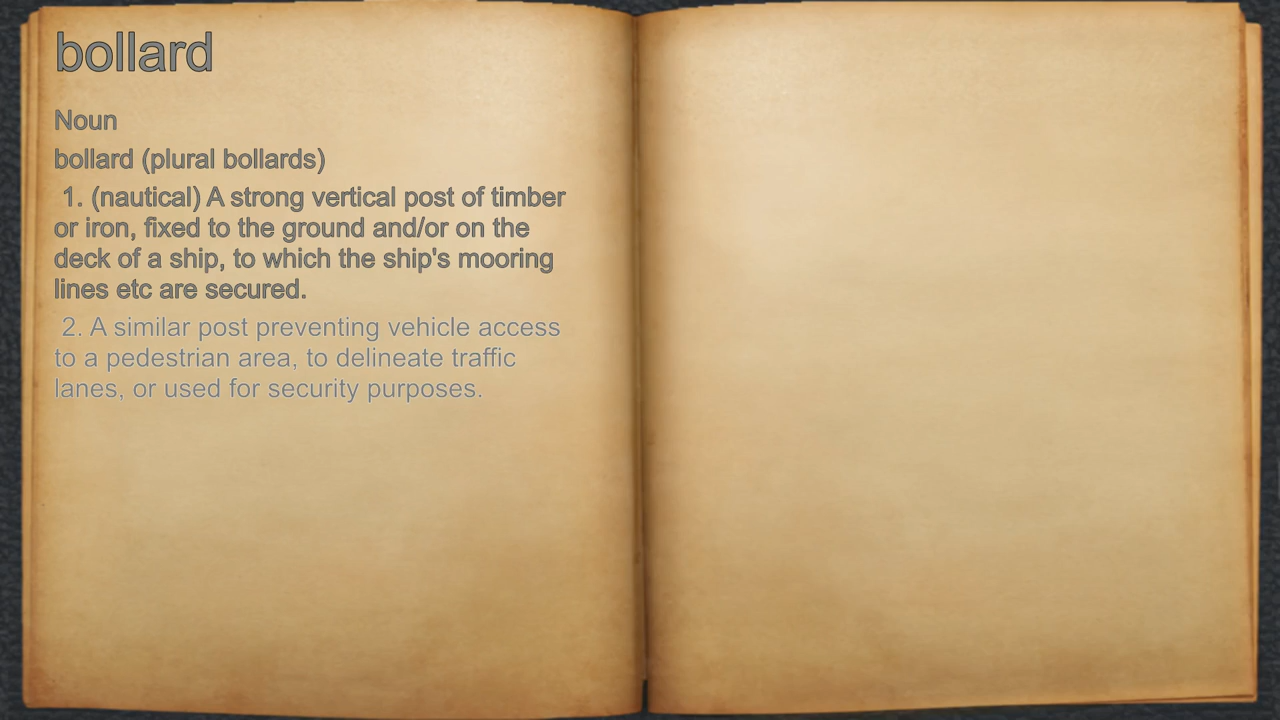 bollard
Noun
bollard (plural bollards)
1. (nautical) A strong vertical post of timber
or iron, fixed to the ground and/or on the
deck of a ship, to which the ship's mooring
lines etc are secured.
2. A similar post preventing vehicle access
to a pedestrian area, to delineate traffic
lanes, or used for security purposes.